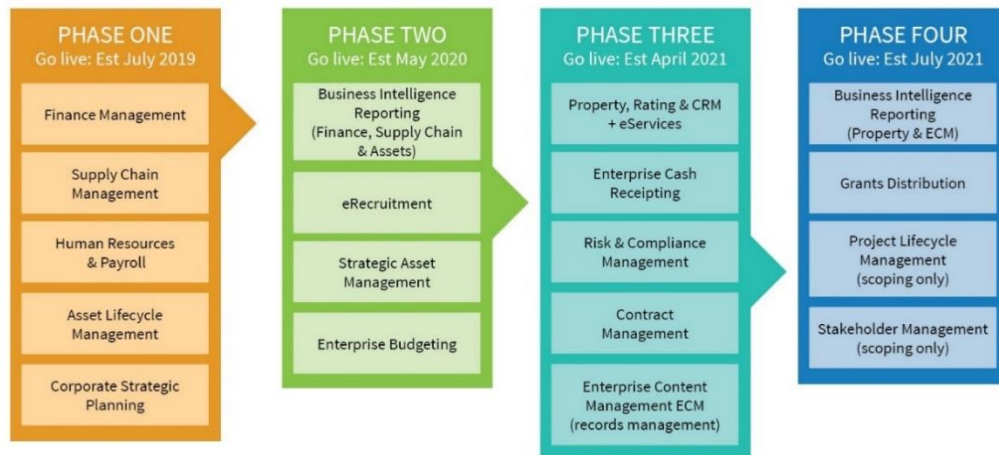 PHASE ONE
Go live: Est July 2019
Finance Management
Supply Chain
Management
Human Resources
& Payroll
Asset Lifecycle
Management
Corporate Strategic
Planning
PHASE TWO
Go live: Est May 2020
Business Intelligence
Reporting
(Finance, Supply Chain
& Assets)
eRecruitment
Strategic Asset
Management
Enterprise Budgeting
PHASE THREE
Go live: Est April 2021
Property, Rating & CRM
+ eServices
Enterprise Cash
Receipting
Risk & Compliance
Management
Contract
Management
Enterprise Content
Management ECM
(records management)
PHASE FOUR
Go live: Est July 2021
Business Intelligence
Reporting
(Property & ECM)
Grants Distribution
Project Lifecycle
Management
(scoping only)
Stakeholder Management
(scoping only)